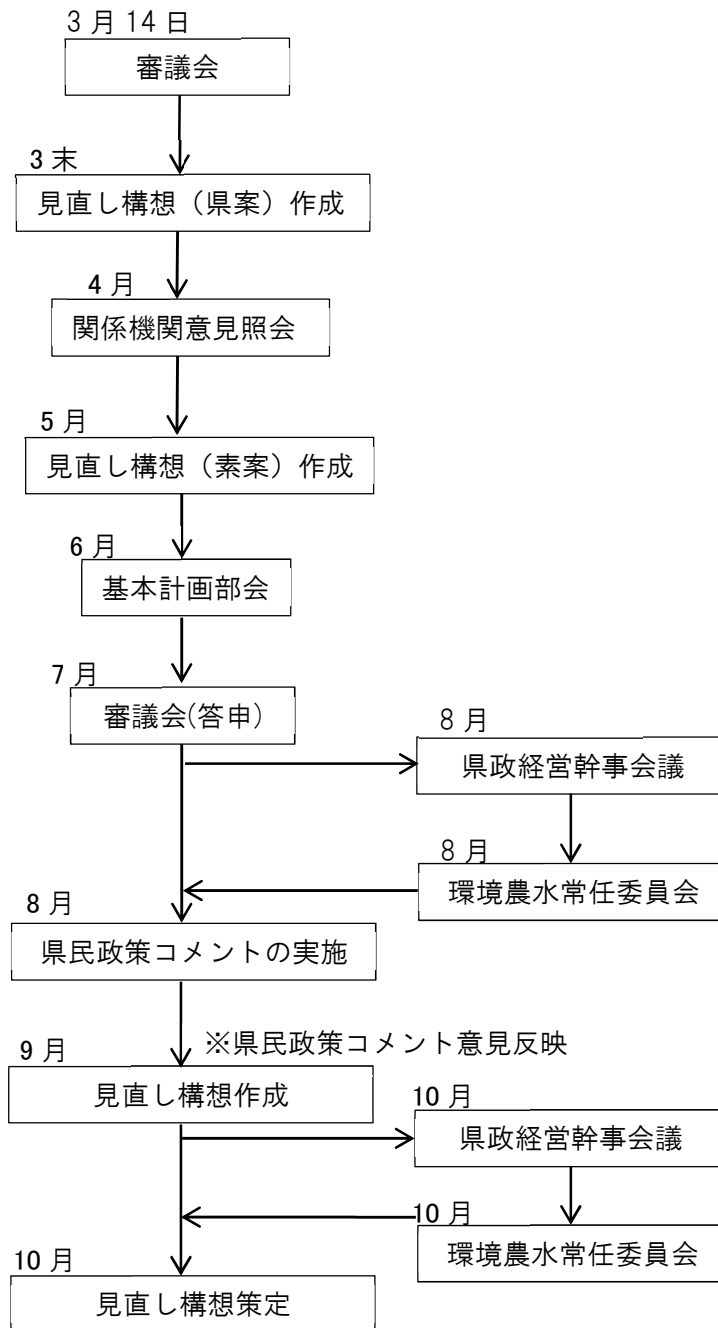 3月14日
審議会
3末
見直し構想（県案）作成
4月
関係機関意見照会
5月
見直し構想（素案）作成
6月
基本計画部会
7月
審議会(答申）
8月
県政経営幹事会議
8月
環境農水常任委員会
8月
県民政策コメントの実施
※県民政策コメント意見反映
9月
見直し構想作成
10月
県政経営幹事会議
10月
環境農水常任委員会
10月
見直し構想策定